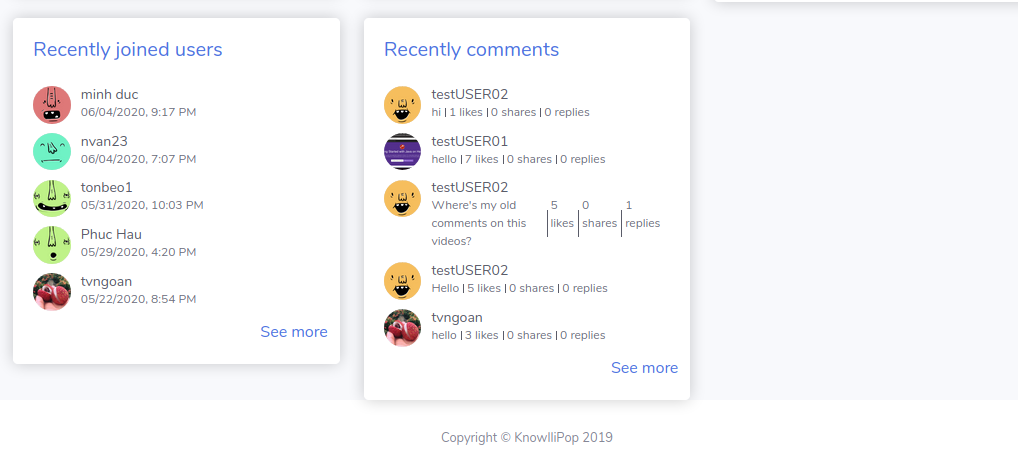 Recently joined users
minh duc
06/04/2020, 9:17 PM
nvan23
06/04/2020, 7:07 PM
tonbeo1
05/31/2020, 10:03 PM
Phuc Hau
05/29/2020, 4:20 PM
tvngoan
05/22/2020, 8:54 PM
See more
Recently comments
testUSER02
hi | 1 likes | 0 shares | 0 replies
testUSER01
hello | 7 likes | 0 shares | 0 replies
testUSER02
Where's my old 5 0 1
comments on this | likes | shares | replies
videos?
testUSER02
Hello | 5 likes | 0 shares | 0 replies
tvngoan
hello | 3 likes | 0 shares | 0 replies
See more
Copyright © KnowlliPop 2019